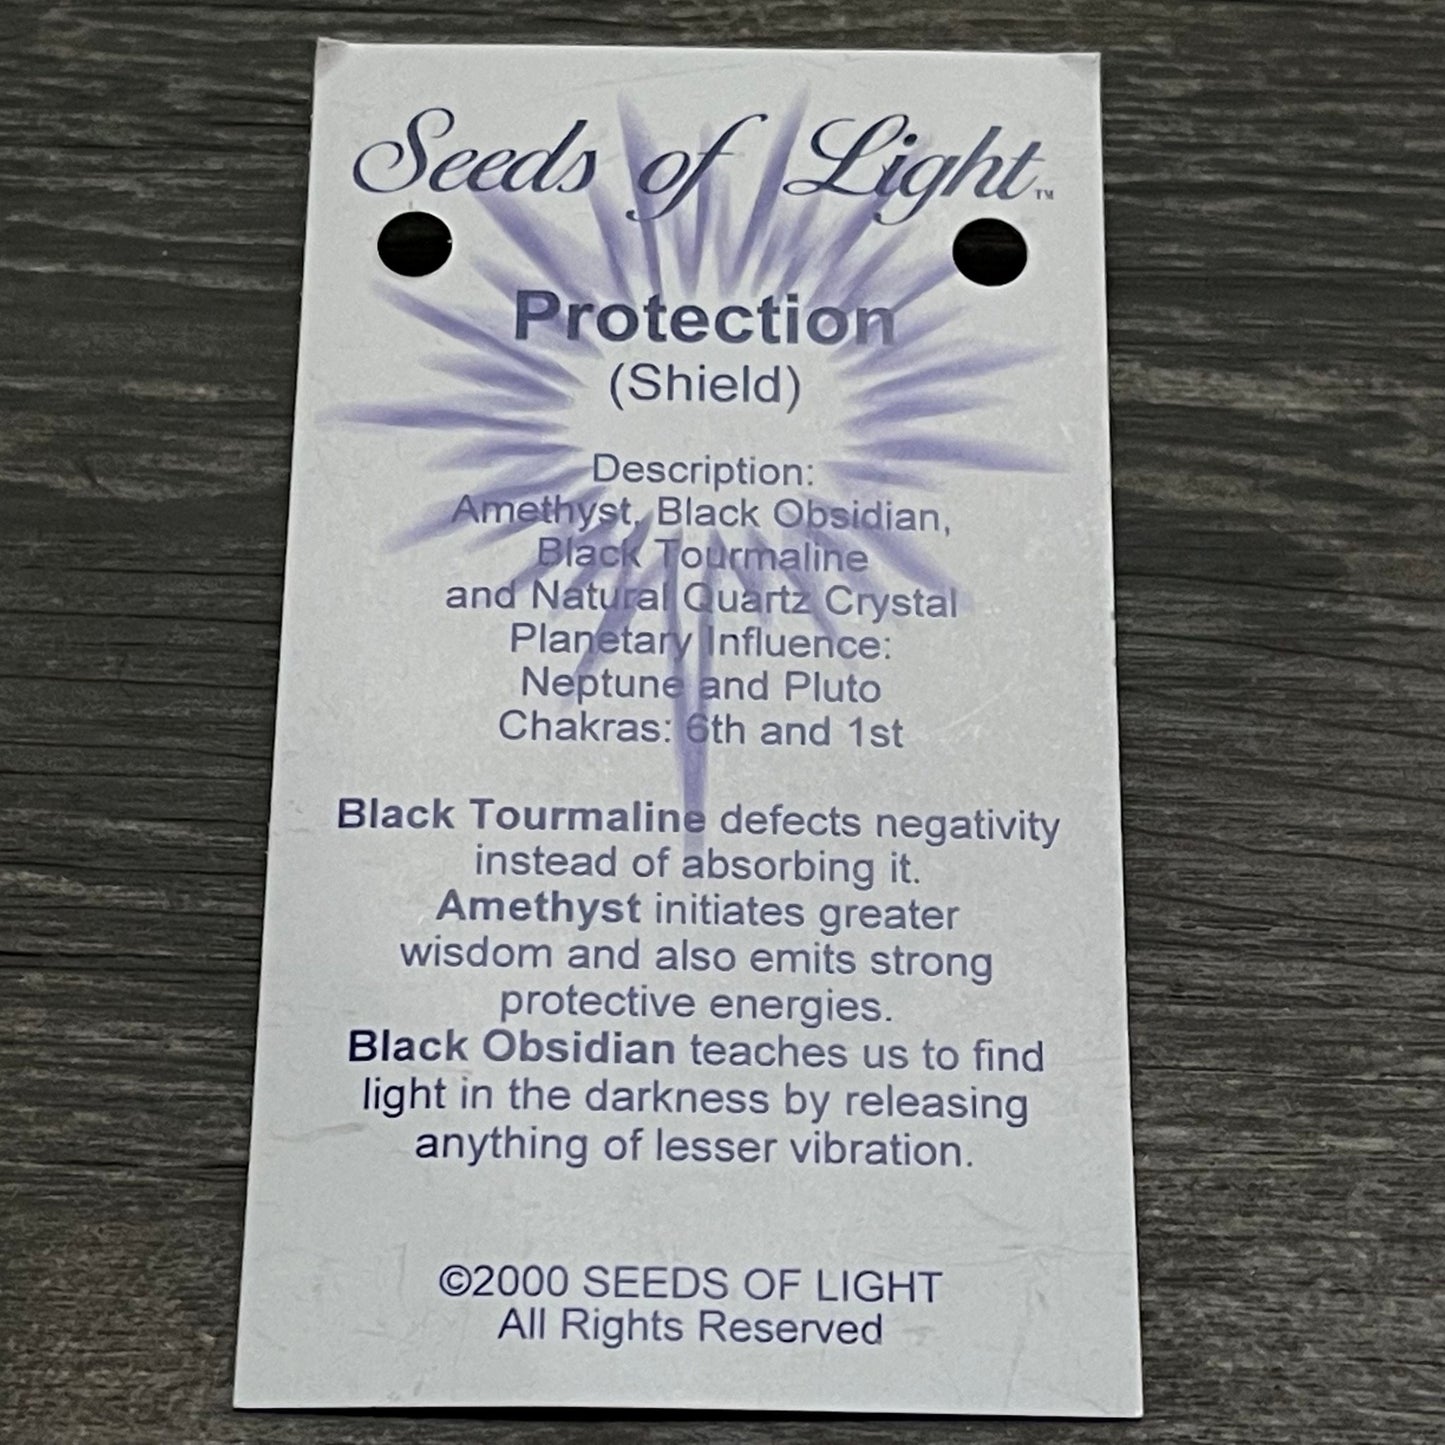 Seeds of Light™
Protection
(Shield)
Description:
Amethyst, Black Obsidian,
Black Tourmaline
and Natural Quartz Crystal
Planetary Influence:
Neptune and Pluto
Chakras: 6th and 1st
Black Tourmaline defects negativity
instead of absorbing it.
Amethyst initiates greater
wisdom and also emits strong
protective energies.
Black Obsidian teaches us to find
light in the darkness by releasing
anything of lesser vibration.
©2000 SEEDS OF LIGHT
All Rights Reserved